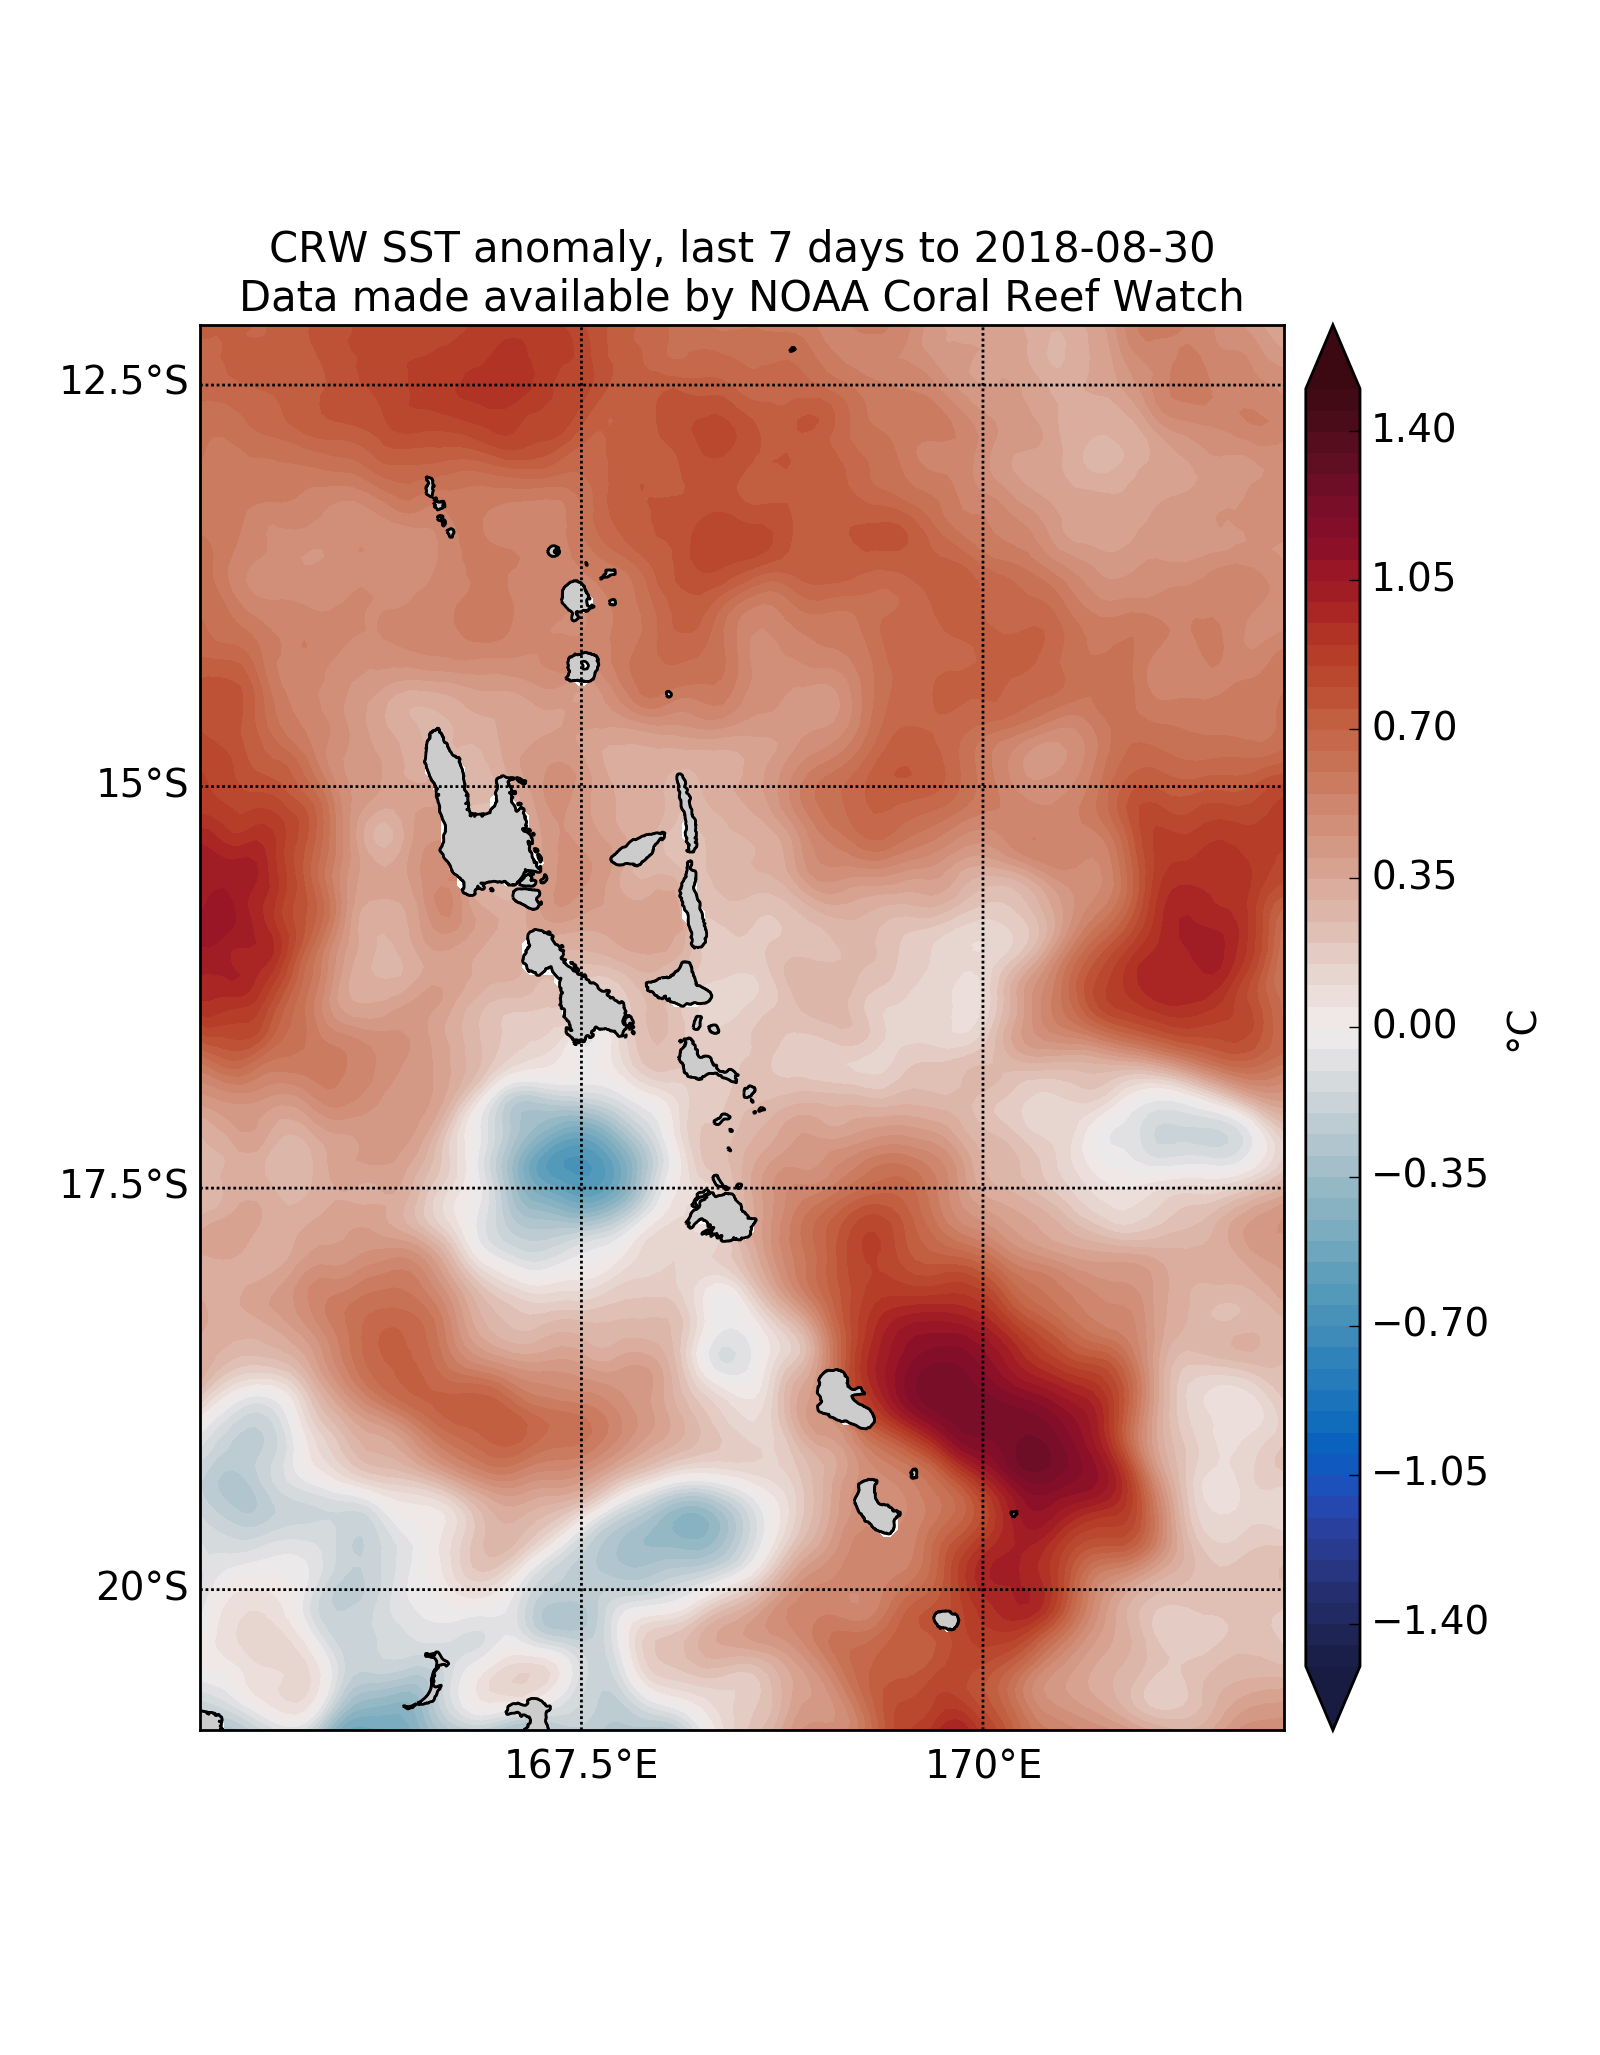 CRW SST anomaly, last 7 days to 2018-08-30
Data made available by NOAA Coral Reef Watch
12.5°S
15°S
17.5°S
20°S
167.5°E
170°E
1.40
1.05
0.70
0.35
0.00
−0.35
−0.70
−1.05
−1.40
°C